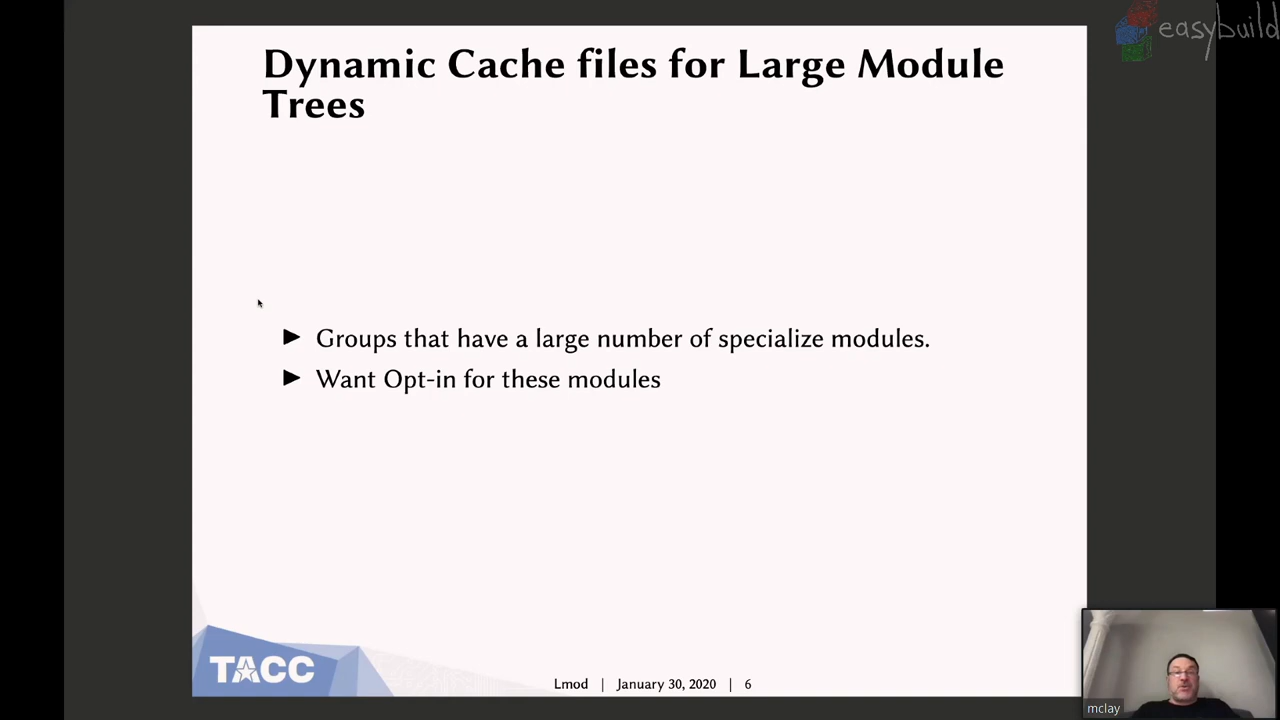 easybuild
Dynamic Cache files for Large Module
Trees
▶ Groups that have a large number of specialize modules.
▶ Want Opt-in for these modules
TACC
Lmod | January 30, 2020 | 6
mclay